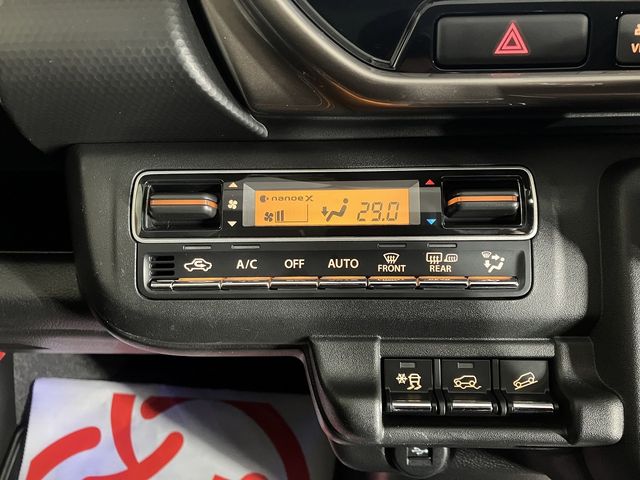 nanoe X
29.0
A/C
OFF
AUTO
FRONT
REAR